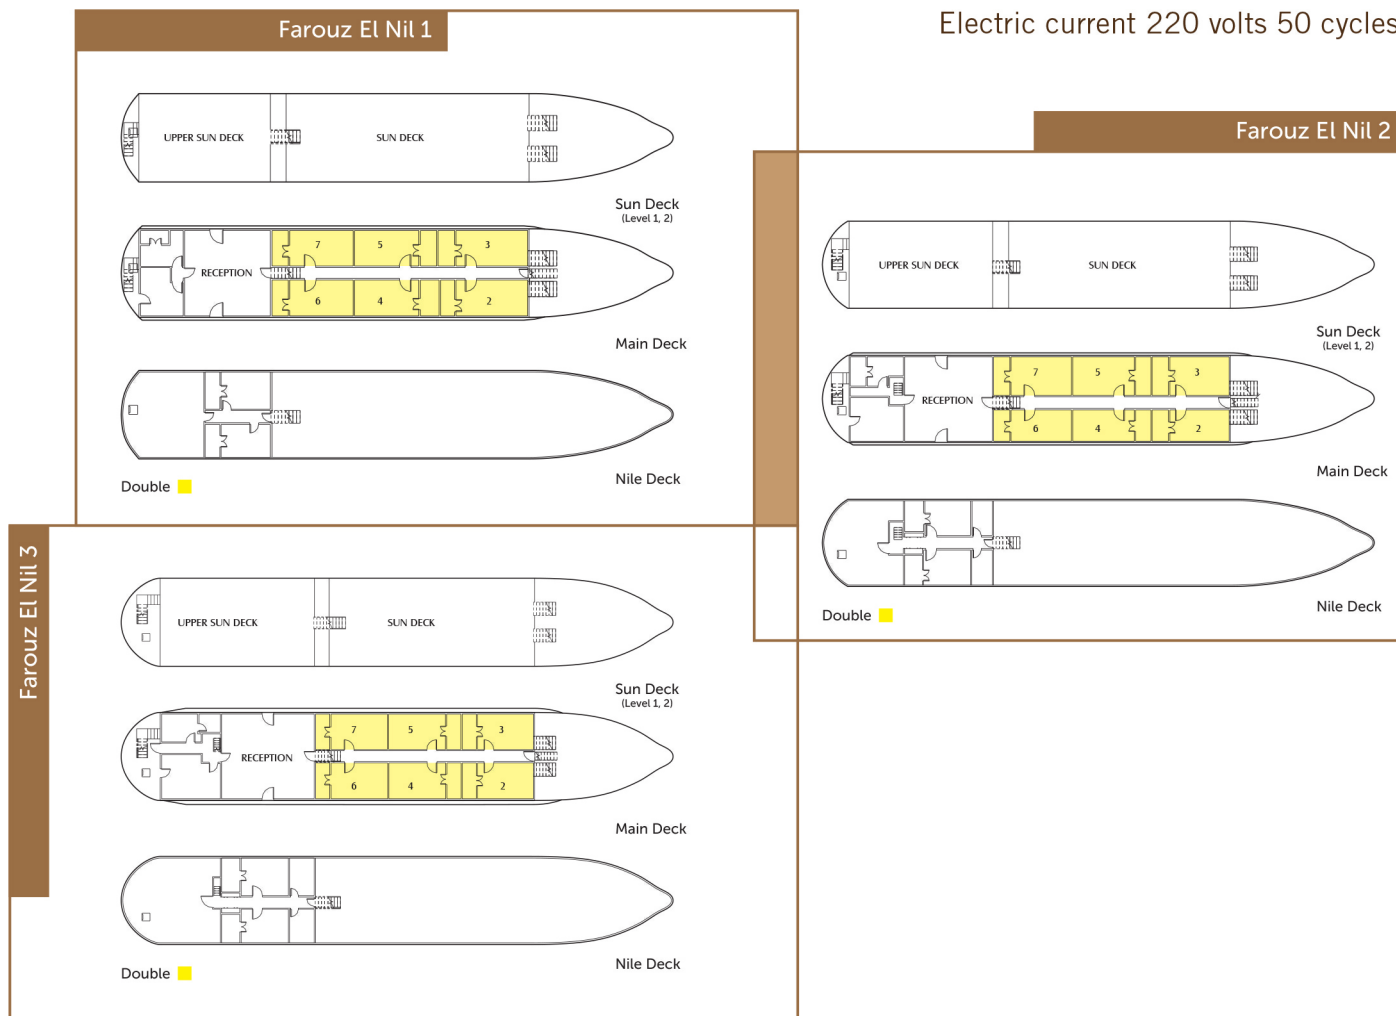 Electric current 220 volts 50 cycles
Farouz El Nil 1
UPPER SUN DECK
SUN DECK
Sun Deck
(Level 1, 2)
7 5 3
RECEPTION
6 4 2
Main Deck
Nile Deck
Double
Farouz El Nil 2
UPPER SUN DECK
SUN DECK
Sun Deck
(Level 1, 2)
7 5 3
RECEPTION
6 4 2
Main Deck
Nile Deck
Double
Farouz El Nil 3
UPPER SUN DECK
SUN DECK
Sun Deck
(Level 1, 2)
7 5 3
RECEPTION
6 4 2
Main Deck
Nile Deck
Double